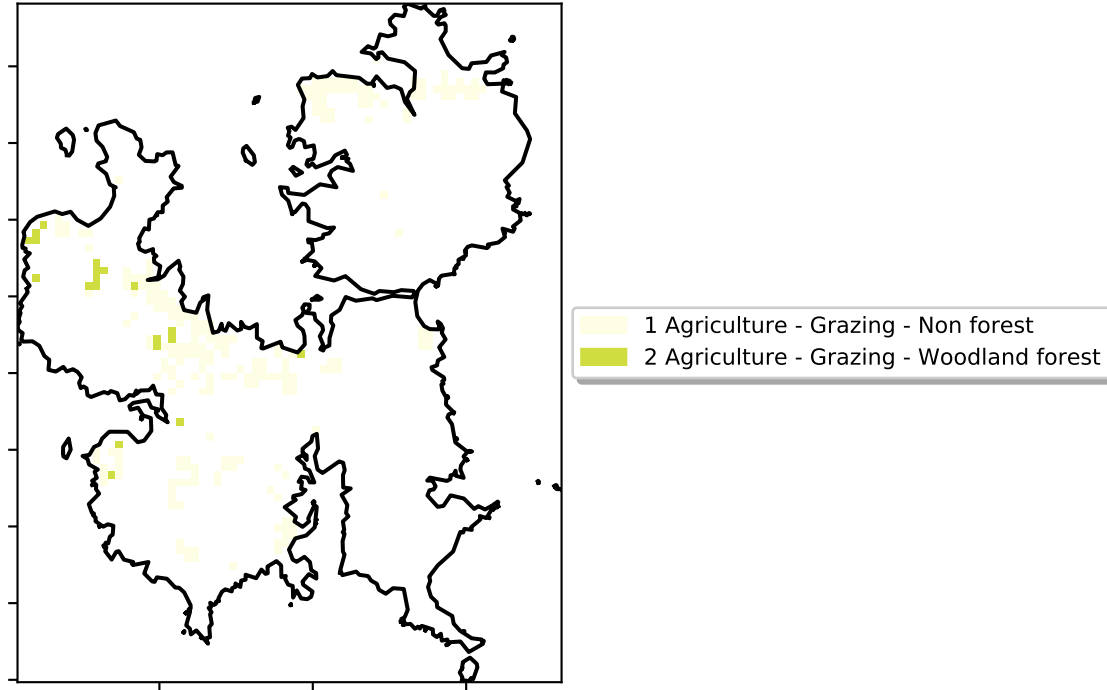 1 Agriculture - Grazing - Non forest
2 Agriculture - Grazing - Woodland forest